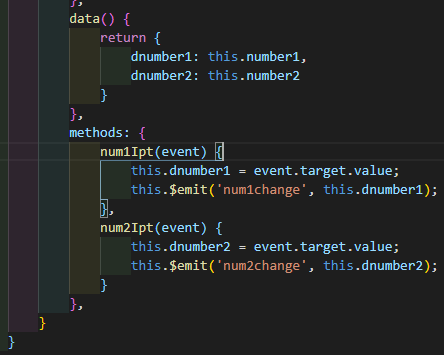 },
data() {
return {
dnumber1: this.number1,
dnumber2: this.number2
}
},
methods: {
num1Ipt(event) {
this.dnumber1 = event.target.value;
this.$emit('num1change', this.dnumber1);
},
num2Ipt(event) {
this.dnumber2 = event.target.value;
this.$emit('num2change', this.dnumber2);
}
},
}
}